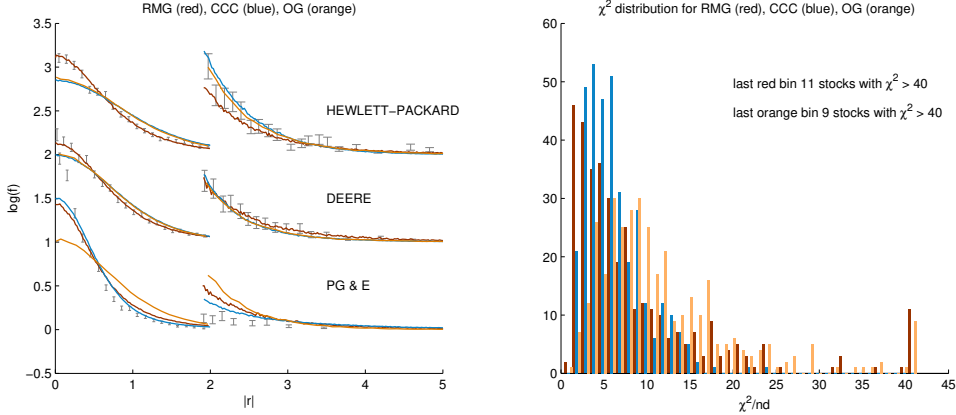 RMG (red), CCC (blue), OG (orange)
3.5
3
2.5
2
1.5
1
0.5
0
−0.5
log(f)
HEWLETT−PACKARD
DEERE
PG & E
0 1 2 3 4 5
|r|
χ² distribution for RMG (red), CCC (blue), OG (orange)
60
50
40
30
20
10
0
last red bin 11 stocks with χ² > 40
last orange bin 9 stocks with χ² > 40
0 5 10 15 20 25 30 35 40 45
χ²/nd